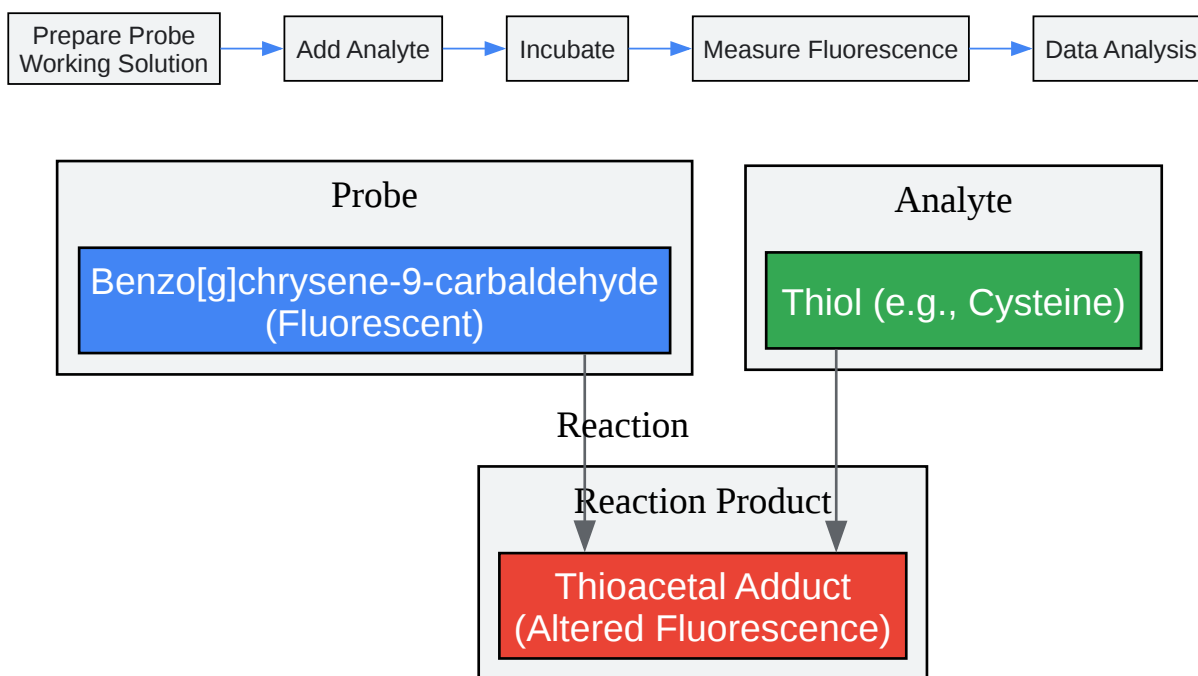 Prepare Probe
Working Solution
Add Analyte
Incubate
Measure Fluorescence
Data Analysis
Probe
Benzo[g]chrysene-9-carbaldehyde
(Fluorescent)
Analyte
Thiol (e.g., Cysteine)
Reaction
Reaction Product
Thioacetal Adduct
(Altered Fluorescence)